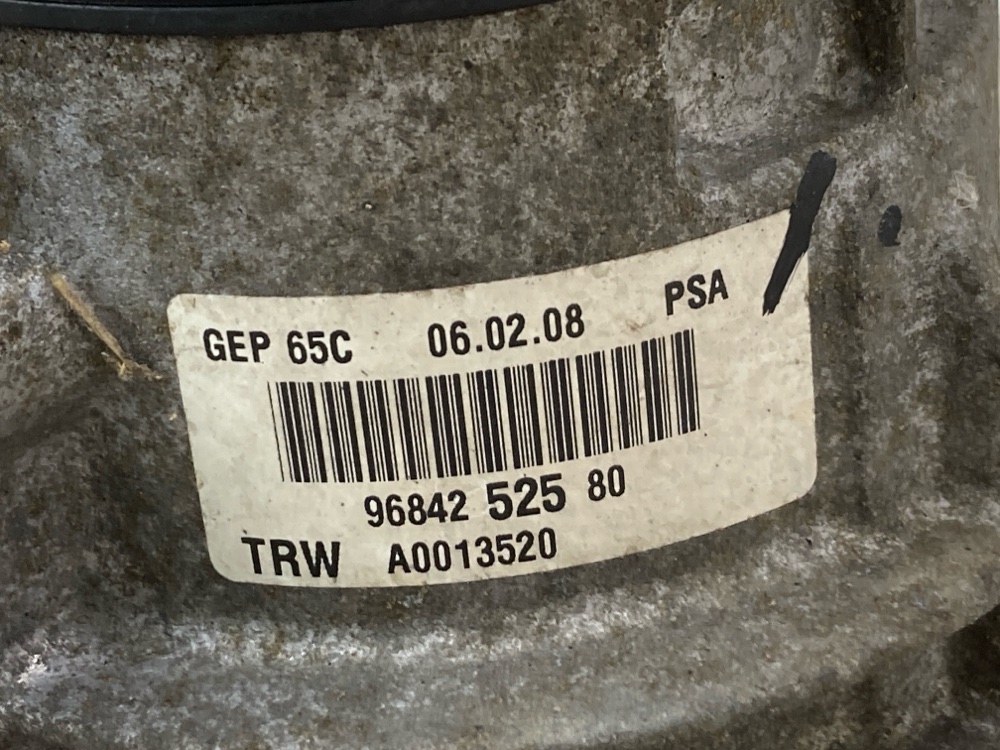 GEP 65C 06.02.08 PSA
96842 525 80
TRW A0013520